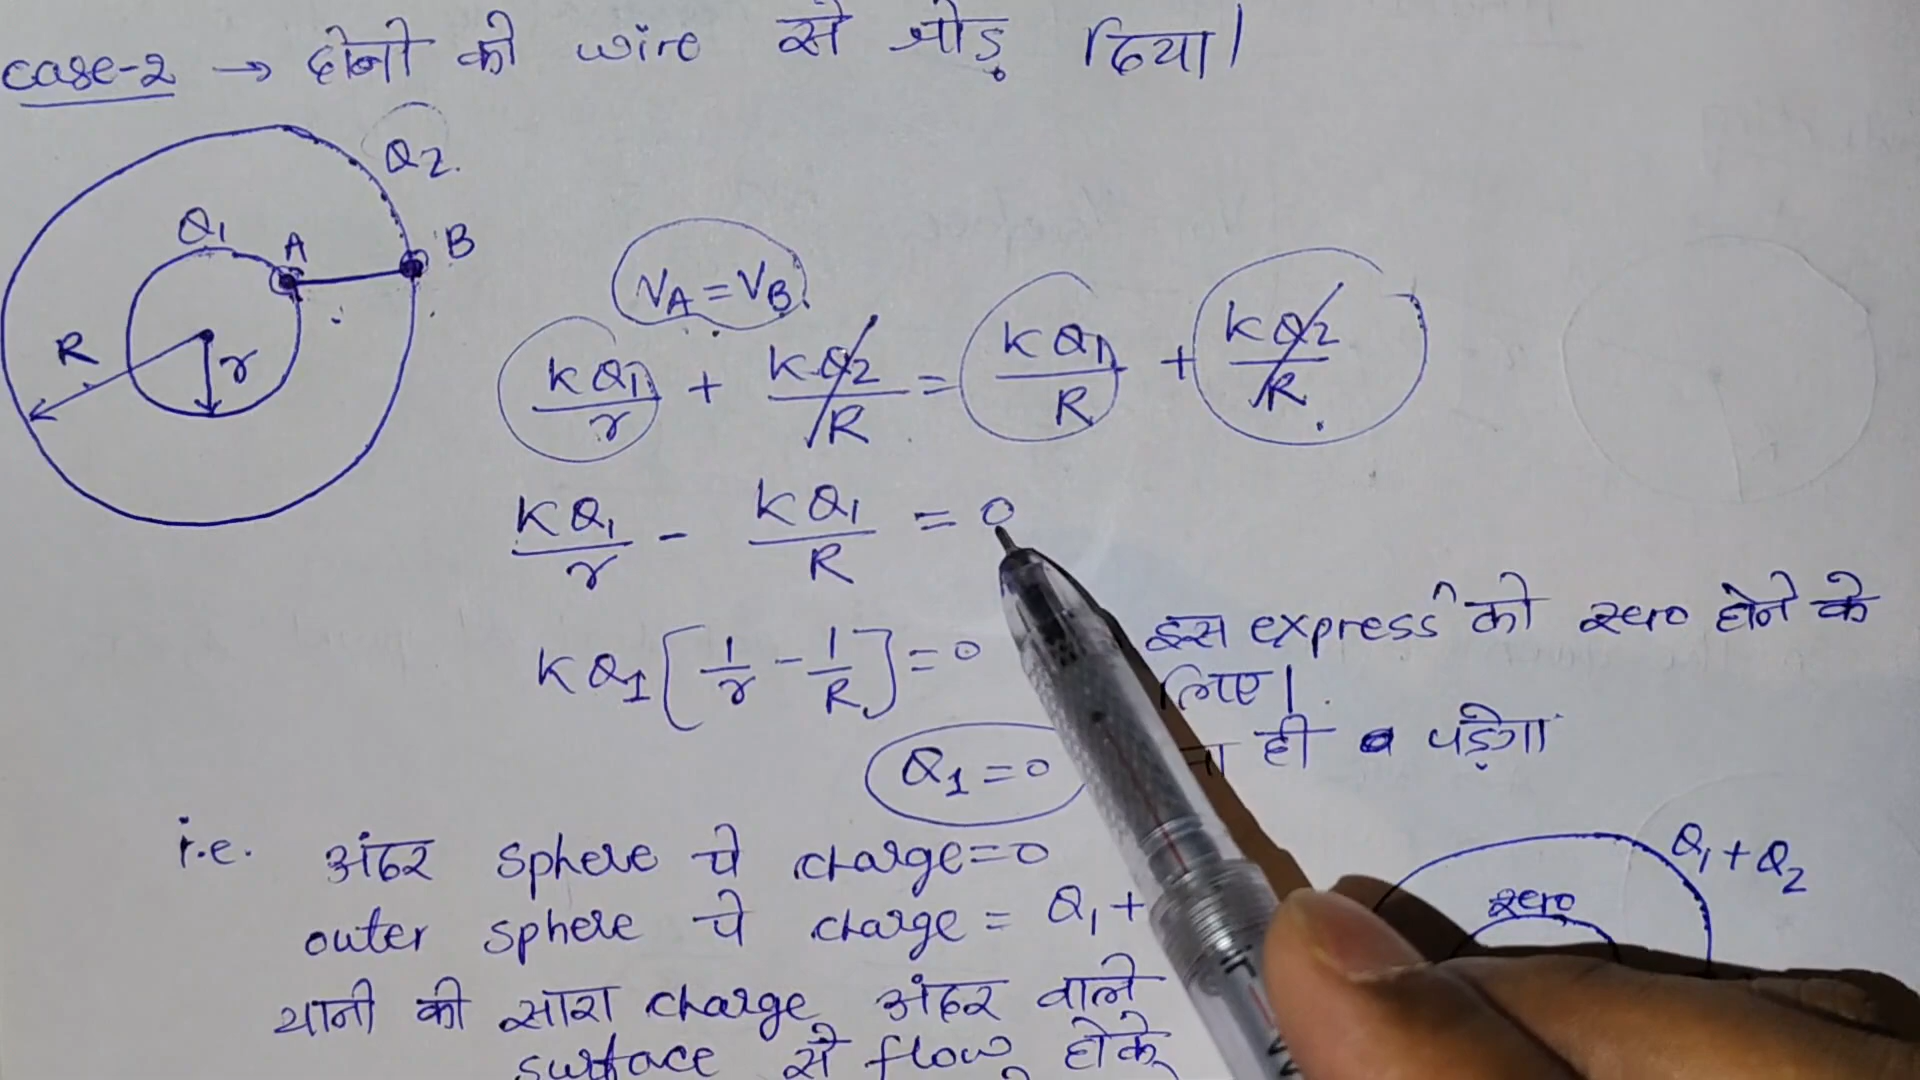 case-2 → दोनो को wire से जोड़ दिया।
Q2.
Q1 A B
R r
VA = VB.
KQ1/r + KQ2/R = KQ1/R + KQ2/R
KQ1/r - KQ1/R = 0
KQ1[1/r - 1/R] = 0
इस express^n को zero होने के
लिए।
ना ही पड़ेगा
Q1 = 0
i.e. अंदर sphere पे charge=0
outer sphere पे charge = Q1 +
Q1 + Q2
zero
यानी की सारा charge अंदर वाले
surface से flow होके